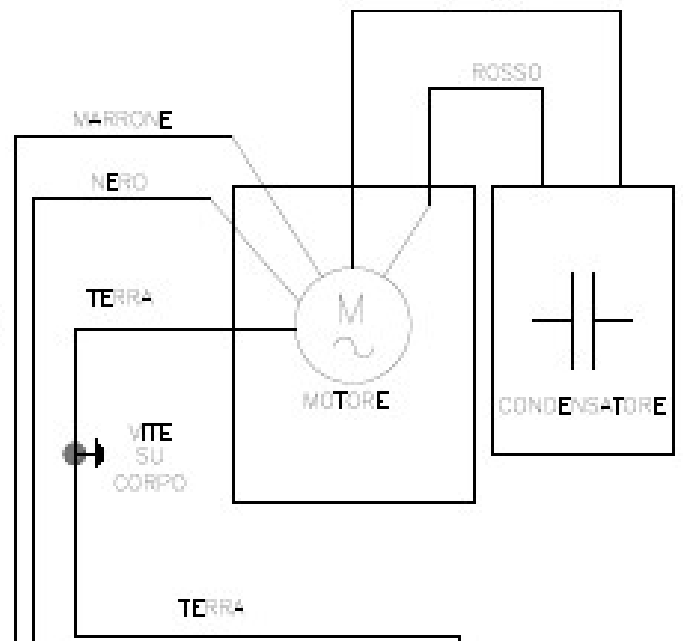 ROSSO
MARRONE
NERO
TERRA
M
MOTORE
CONDENSATORE
VITE
SU
CORPO
TERRA